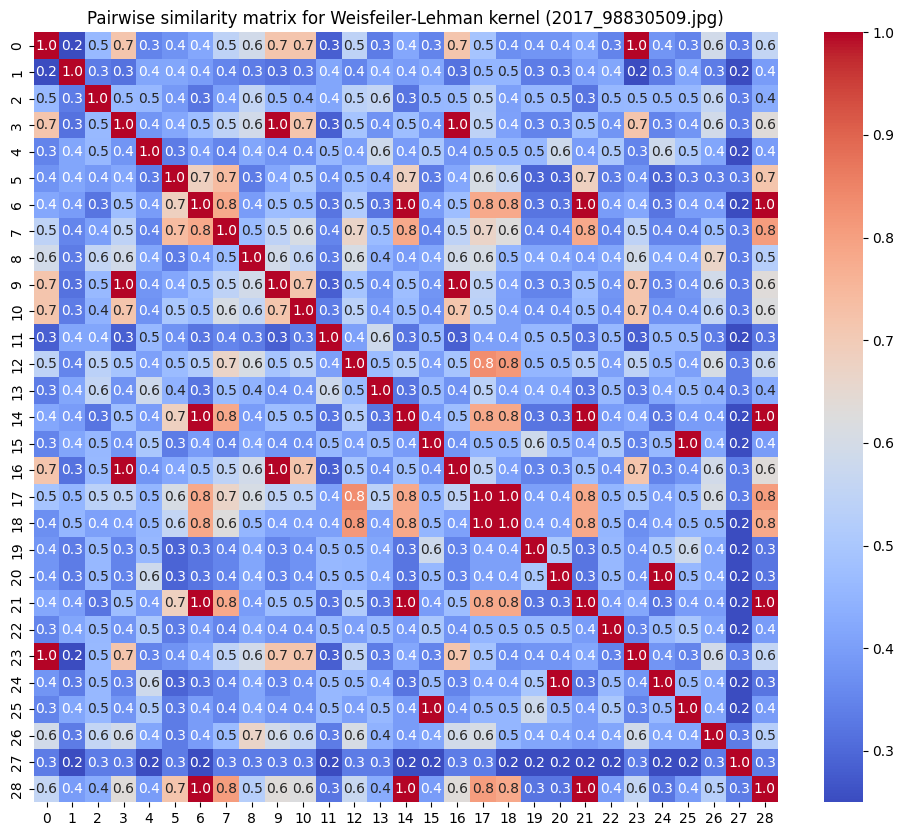 Pairwise similarity matrix for Weisfeiler-Lehman kernel (2017_98830509.jpg)
0 1.0 0.2 0.5 0.7 0.3 0.4 0.4 0.5 0.6 0.7 0.7 0.3 0.5 0.3 0.4 0.3 0.7 0.5 0.4 0.4 0.4 0.4 0.3 1.0 0.4 0.3 0.6 0.3 0.6
1 0.2 1.0 0.3 0.3 0.4 0.4 0.4 0.4 0.3 0.3 0.3 0.4 0.4 0.4 0.4 0.4 0.3 0.5 0.5 0.3 0.3 0.4 0.4 0.2 0.3 0.4 0.3 0.2 0.4
2 0.5 0.3 1.0 0.5 0.5 0.4 0.3 0.4 0.6 0.5 0.4 0.4 0.5 0.6 0.3 0.5 0.5 0.5 0.4 0.5 0.5 0.3 0.5 0.5 0.5 0.5 0.6 0.3 0.4
3 0.7 0.3 0.5 1.0 0.4 0.4 0.5 0.5 0.6 1.0 0.7 0.3 0.5 0.4 0.5 0.4 1.0 0.5 0.4 0.3 0.3 0.5 0.4 0.7 0.3 0.4 0.6 0.3 0.6
4 0.3 0.4 0.5 0.4 1.0 0.3 0.4 0.4 0.3 0.4 0.4 0.5 0.4 0.6 0.4 0.5 0.4 0.5 0.5 0.5 0.6 0.4 0.5 0.3 0.6 0.5 0.4 0.2 0.4
5 0.4 0.4 0.4 0.4 0.3 1.0 0.7 0.7 0.3 0.4 0.5 0.4 0.5 0.4 0.7 0.3 0.4 0.6 0.6 0.3 0.3 0.7 0.3 0.4 0.3 0.3 0.3 0.3 0.7
6 0.4 0.4 0.3 0.5 0.4 0.7 1.0 0.8 0.4 0.5 0.5 0.3 0.5 0.3 1.0 0.4 0.5 0.8 0.8 0.3 0.3 1.0 0.4 0.4 0.3 0.4 0.4 0.2 1.0
7 0.5 0.4 0.4 0.5 0.4 0.7 0.8 1.0 0.5 0.5 0.6 0.4 0.7 0.5 0.8 0.4 0.5 0.7 0.6 0.4 0.4 0.8 0.4 0.5 0.4 0.4 0.5 0.3 0.8
8 0.6 0.3 0.6 0.6 0.3 0.3 0.4 0.5 1.0 0.6 0.6 0.3 0.6 0.4 0.4 0.4 0.6 0.6 0.5 0.4 0.4 0.4 0.4 0.6 0.4 0.4 0.7 0.3 0.5
9 0.7 0.3 0.5 1.0 0.4 0.4 0.5 0.5 0.6 1.0 0.7 0.3 0.5 0.4 0.5 0.4 1.0 0.5 0.4 0.3 0.3 0.5 0.4 0.7 0.3 0.4 0.6 0.3 0.6
10 0.7 0.3 0.4 0.7 0.4 0.5 0.5 0.6 0.6 0.7 1.0 0.3 0.5 0.4 0.5 0.4 0.7 0.5 0.4 0.4 0.4 0.5 0.4 0.7 0.4 0.4 0.6 0.3 0.6
11 0.3 0.4 0.4 0.3 0.5 0.4 0.3 0.4 0.3 0.3 0.3 1.0 0.4 0.6 0.3 0.5 0.3 0.4 0.4 0.5 0.5 0.3 0.5 0.3 0.5 0.5 0.3 0.2 0.3
12 0.5 0.4 0.5 0.5 0.4 0.5 0.5 0.7 0.6 0.5 0.5 0.4 1.0 0.5 0.5 0.4 0.5 0.8 0.8 0.5 0.5 0.5 0.4 0.5 0.5 0.4 0.6 0.3 0.6
13 0.3 0.4 0.6 0.4 0.6 0.4 0.3 0.5 0.4 0.4 0.4 0.6 0.5 1.0 0.3 0.5 0.4 0.5 0.4 0.4 0.4 0.3 0.5 0.3 0.4 0.5 0.4 0.3 0.4
14 0.4 0.4 0.3 0.5 0.4 0.7 1.0 0.8 0.4 0.5 0.5 0.3 0.5 0.3 1.0 0.4 0.5 0.8 0.8 0.3 0.3 1.0 0.4 0.4 0.3 0.4 0.4 0.2 1.0
15 0.3 0.4 0.5 0.4 0.5 0.3 0.4 0.4 0.4 0.4 0.4 0.5 0.4 0.5 0.4 1.0 0.4 0.5 0.5 0.6 0.5 0.4 0.5 0.3 0.5 1.0 0.4 0.2 0.4
16 0.7 0.3 0.5 1.0 0.4 0.4 0.5 0.5 0.6 1.0 0.7 0.3 0.5 0.4 0.5 0.4 1.0 0.5 0.4 0.3 0.3 0.5 0.4 0.7 0.3 0.4 0.6 0.3 0.6
17 0.5 0.5 0.5 0.5 0.5 0.6 0.8 0.7 0.6 0.5 0.5 0.4 0.8 0.5 0.8 0.5 0.5 1.0 1.0 0.4 0.4 0.8 0.5 0.5 0.4 0.5 0.6 0.3 0.8
18 0.4 0.5 0.4 0.4 0.5 0.6 0.8 0.6 0.5 0.4 0.4 0.4 0.8 0.4 0.8 0.5 0.4 1.0 1.0 0.4 0.4 0.8 0.5 0.4 0.4 0.5 0.5 0.2 0.8
19 0.4 0.3 0.5 0.3 0.5 0.3 0.3 0.4 0.4 0.3 0.4 0.5 0.5 0.4 0.3 0.6 0.3 0.4 0.4 1.0 0.5 0.3 0.5 0.4 0.5 0.6 0.4 0.2 0.3
20 0.4 0.3 0.5 0.3 0.6 0.3 0.3 0.4 0.4 0.3 0.4 0.5 0.5 0.4 0.3 0.5 0.3 0.4 0.4 0.5 1.0 0.3 0.5 0.4 1.0 0.5 0.4 0.2 0.3
21 0.4 0.4 0.3 0.5 0.4 0.7 1.0 0.8 0.4 0.5 0.5 0.3 0.5 0.3 1.0 0.4 0.5 0.8 0.8 0.3 0.3 1.0 0.4 0.4 0.3 0.4 0.4 0.2 1.0
22 0.3 0.4 0.5 0.4 0.5 0.3 0.4 0.4 0.4 0.4 0.4 0.5 0.4 0.5 0.4 0.5 0.4 0.5 0.5 0.5 0.5 0.4 1.0 0.3 0.5 0.5 0.4 0.2 0.4
23 1.0 0.2 0.5 0.7 0.3 0.4 0.4 0.5 0.6 0.7 0.7 0.3 0.5 0.3 0.4 0.3 0.7 0.5 0.4 0.4 0.4 0.4 0.3 1.0 0.4 0.3 0.6 0.3 0.6
24 0.4 0.3 0.5 0.3 0.6 0.3 0.3 0.4 0.4 0.3 0.4 0.5 0.5 0.4 0.3 0.5 0.3 0.4 0.4 0.5 1.0 0.3 0.5 0.4 1.0 0.5 0.4 0.2 0.3
25 0.3 0.4 0.5 0.4 0.5 0.3 0.4 0.4 0.4 0.4 0.4 0.5 0.4 0.5 0.4 1.0 0.4 0.5 0.5 0.6 0.5 0.4 0.5 0.3 0.5 1.0 0.4 0.2 0.4
26 0.6 0.3 0.6 0.6 0.4 0.3 0.4 0.5 0.7 0.6 0.6 0.3 0.6 0.4 0.4 0.4 0.6 0.6 0.5 0.4 0.4 0.4 0.4 0.6 0.4 0.4 1.0 0.3 0.5
27 0.3 0.2 0.3 0.3 0.2 0.3 0.2 0.3 0.3 0.3 0.3 0.2 0.3 0.3 0.2 0.2 0.3 0.3 0.2 0.2 0.2 0.2 0.2 0.3 0.2 0.2 0.3 1.0 0.3
28 0.6 0.4 0.4 0.6 0.4 0.7 1.0 0.8 0.5 0.6 0.6 0.3 0.6 0.4 1.0 0.4 0.6 0.8 0.8 0.3 0.3 1.0 0.4 0.6 0.3 0.4 0.5 0.3 1.0
0 1 2 3 4 5 6 7 8 9 10 11 12 13 14 15 16 17 18 19 20 21 22 23 24 25 26 27 28
1.0
0.9
0.8
0.7
0.6
0.5
0.4
0.3